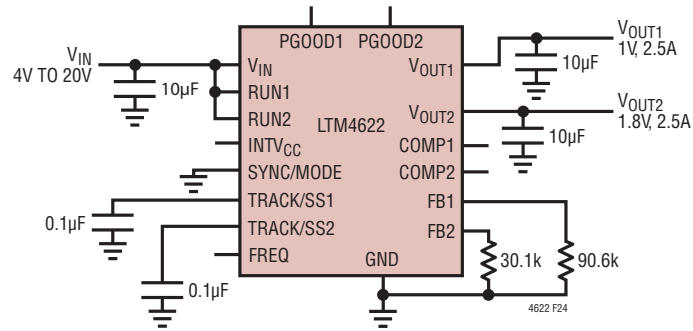 PGOOD1 PGOOD2
VIN
4V TO 20V
10µF
VIN
RUN1
RUN2
INTVCC
SYNC/MODE
TRACK/SS1
TRACK/SS2
FREQ
0.1µF
0.1µF
LTM4622
GND
VOUT1
VOUT2
COMP1
COMP2
FB1
FB2
10µF
VOUT1
1V, 2.5A
10µF
VOUT2
1.8V, 2.5A
30.1k
90.6k
4622 F24